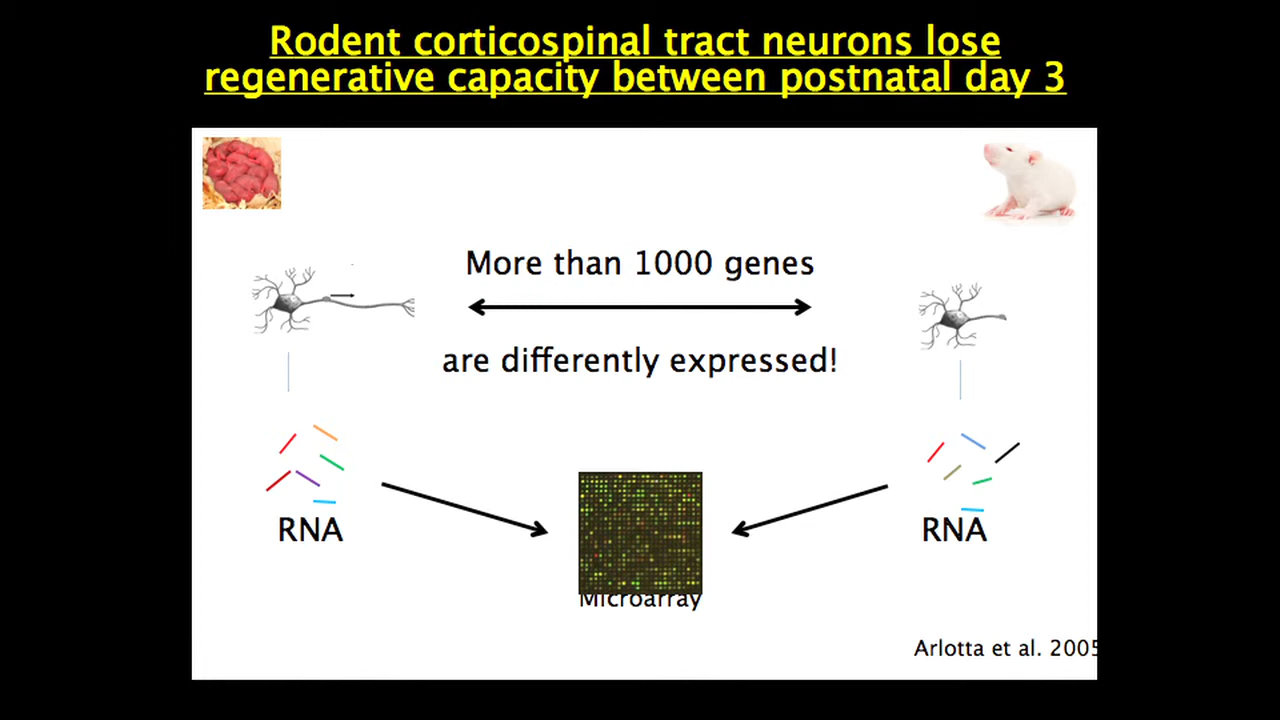 Rodent corticospinal tract neurons lose
regenerative capacity between postnatal day 3
More than 1000 genes
are differently expressed!
RNA
RNA
Microarray
Arlotta et al. 2005